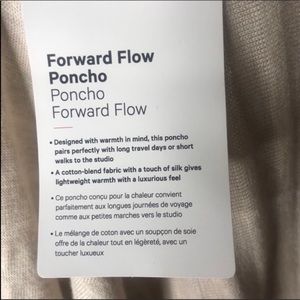 Forward Flow
Poncho
Poncho
Forward Flow
• Designed with warmth in mind, this poncho
pairs perfectly with long travel days or short
walks to the studio
• A cotton-blend fabric with a touch of silk gives
lightweight warmth with a luxurious feel
• Ce poncho conçu pour la chaleur convient
parfaitement aux longues journées de voyage
comme aux petites marches vers le studio
• Le mélange de coton avec un soupçon de soie
offre de la chaleur tout en légèreté, avec un
toucher luxueux